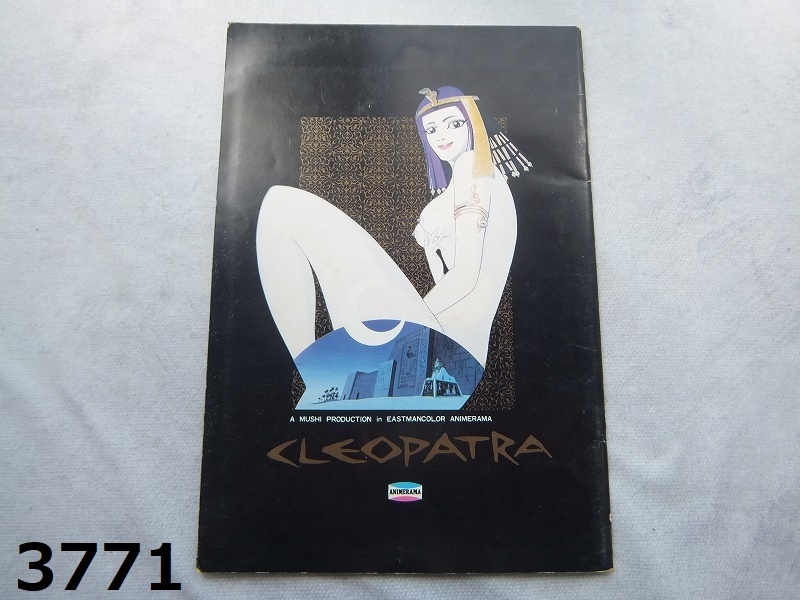 A MUSHI PRODUCTION in EASTMANCOLOR ANIMERAMA
CLEOPATRA
ANIMERAMA
3771